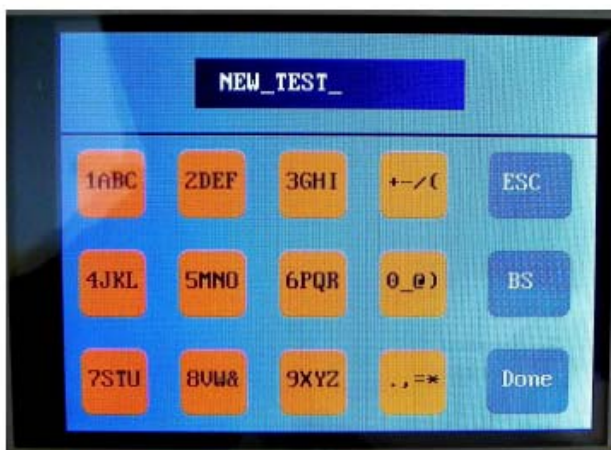 NEW_TEST_
1ABC 2DEF 3GHI +-/( ESC
4JKL 5MNO 6PQR 0_@) BS
7STU 8VW& 9XYZ .,=* Done